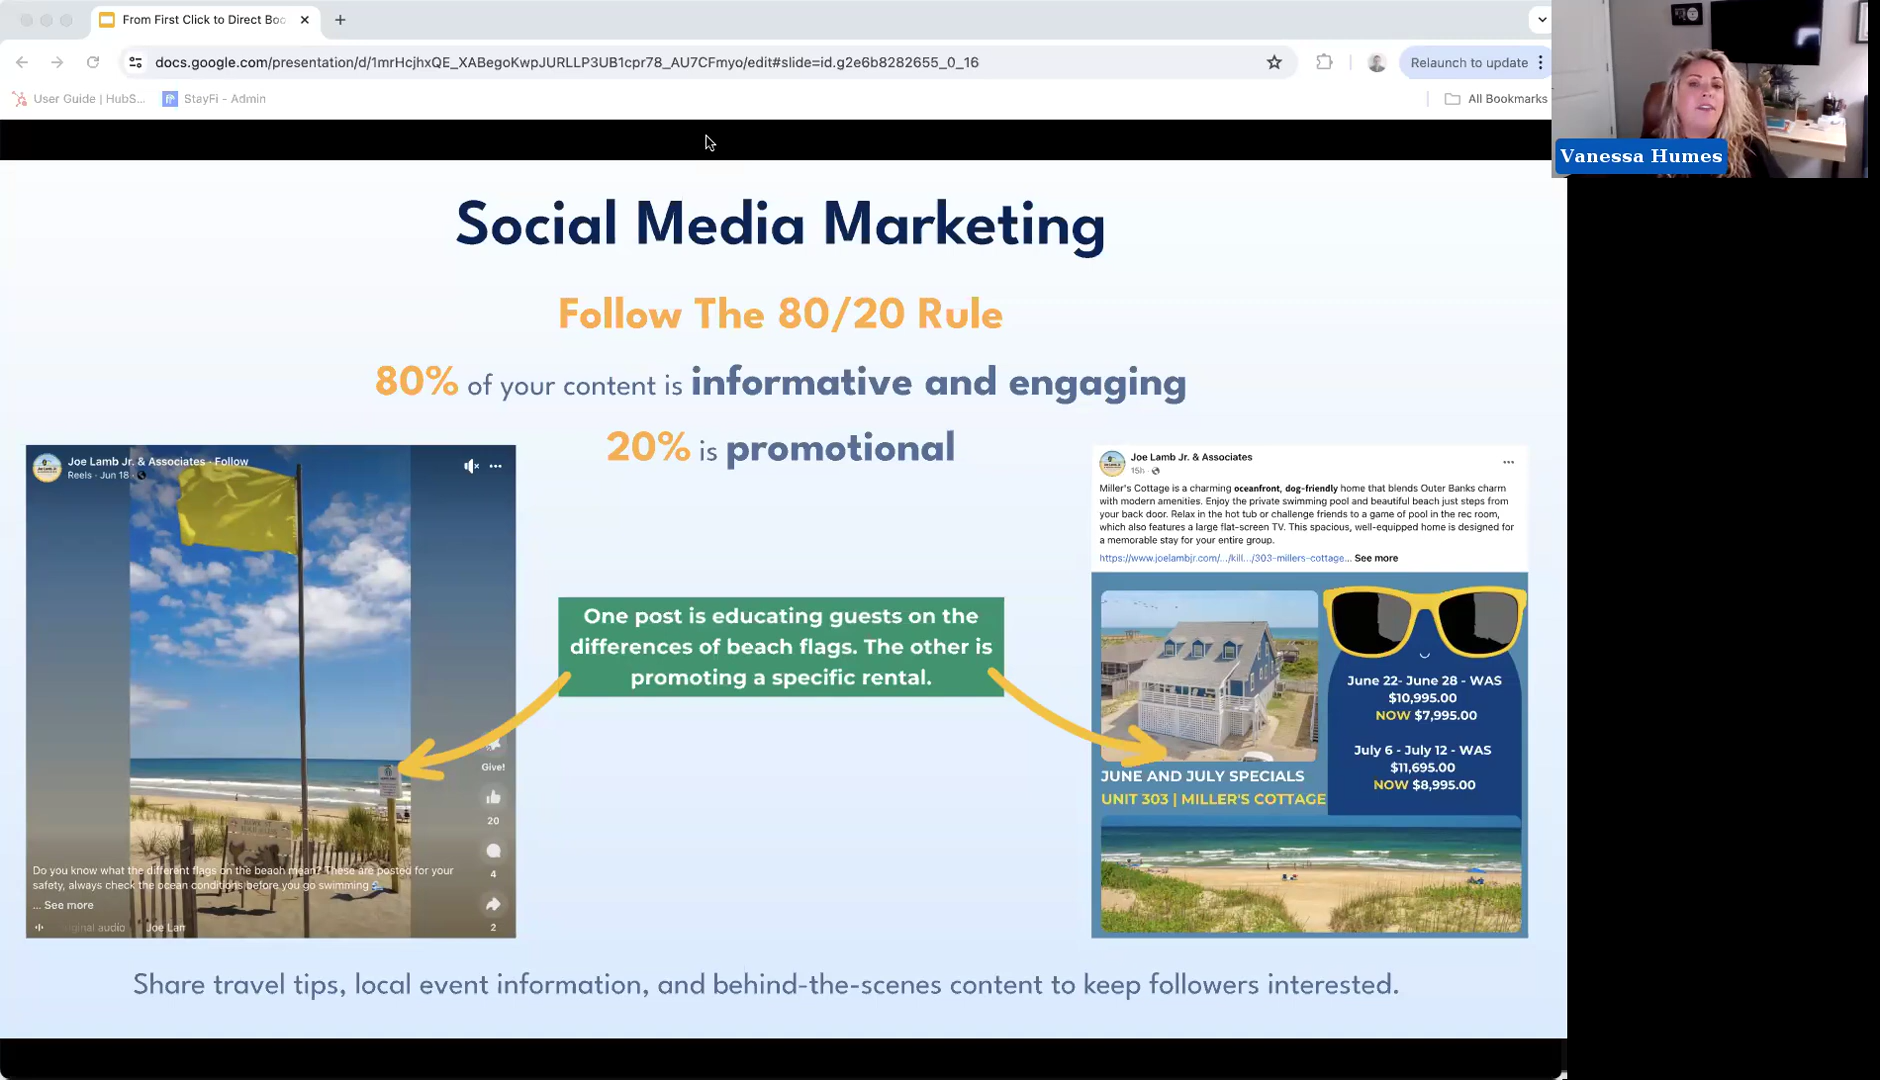 From First Click to Direct Boo
docs.google.com/presentation/d/1mrHcjhxQE_XABegoKwpJURLLP3UB1cpr78_AU7CFmyo/edit#slide=id.g2e6b8282655_0_16
Relaunch to update
User Guide | HubS...
StayFi - Admin
All Bookmarks
Vanessa Humes
Social Media Marketing
Follow The 80/20 Rule
80% of your content is informative and engaging
20% is promotional
Joe Lamb Jr. & Associates · Follow
Reels · Jun 18 ·
One post is educating guests on the
differences of beach flags. The other is
promoting a specific rental.
Give!
20
4
2
Do you know what the different flags on the beach mean? These are posted for your
safety, always check the ocean conditions before you go swimming
... See more
original audio Joe Lam
Joe Lamb Jr. & Associates
15h ·
Miller's Cottage is a charming oceanfront, dog-friendly home that blends Outer Banks charm
with modern amenities. Enjoy the private swimming pool and beautiful beach just steps from
your back door. Relax in the hot tub or challenge friends to a game of pool in the rec room,
which also features a large flat-screen TV. This spacious, well-equipped home is designed for
a memorable stay for your entire group.
https://www.joelambjr.com/.../kill.../303-millers-cottage... See more
June 22- June 28 - WAS
$10,995.00
NOW $7,995.00
July 6 - July 12 - WAS
$11,695.00
NOW $8,995.00
JUNE AND JULY SPECIALS
UNIT 303 | MILLER'S COTTAGE
Share travel tips, local event information, and behind-the-scenes content to keep followers interested.